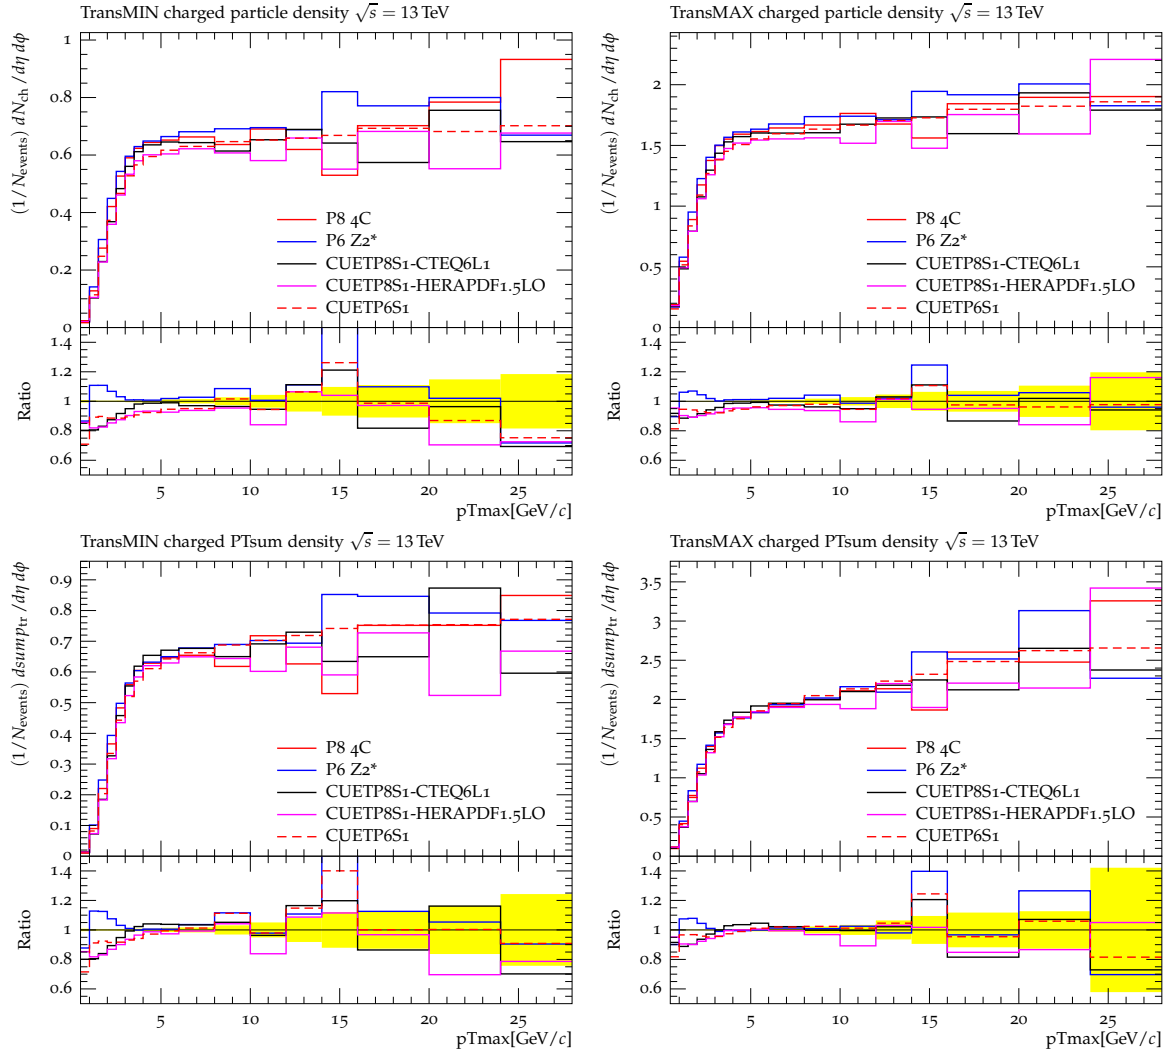 TransMIN charged particle density √s = 13 TeV
(1/N_events) dN_ch/dη dϕ
1
0.8
0.6
0.4
0.2
0
P8 4C
P6 Z2*
CUETP8S1-CTEQ6L1
CUETP8S1-HERAPDF1.5LO
CUETP6S1
Ratio
1.4
1.2
1
0.8
0.6
5 10 15 20 25
pTmax[GeV/c]
TransMAX charged particle density √s = 13 TeV
(1/N_events) dN_ch/dη dϕ
2
1.5
1
0.5
0
P8 4C
P6 Z2*
CUETP8S1-CTEQ6L1
CUETP8S1-HERAPDF1.5LO
CUETP6S1
Ratio
1.4
1.2
1
0.8
0.6
5 10 15 20 25
pTmax[GeV/c]
TransMIN charged PTsum density √s = 13 TeV
(1/N_events) dsump_tr/dη dϕ
0.9
0.8
0.7
0.6
0.5
0.4
0.3
0.2
0.1
0
P8 4C
P6 Z2*
CUETP8S1-CTEQ6L1
CUETP8S1-HERAPDF1.5LO
CUETP6S1
Ratio
1.4
1.2
1
0.8
0.6
5 10 15 20 25
pTmax[GeV/c]
TransMAX charged PTsum density √s = 13 TeV
(1/N_events) dsump_tr/dη dϕ
3.5
3
2.5
2
1.5
1
0.5
0
P8 4C
P6 Z2*
CUETP8S1-CTEQ6L1
CUETP8S1-HERAPDF1.5LO
CUETP6S1
Ratio
1.4
1.2
1
0.8
0.6
5 10 15 20 25
pTmax[GeV/c]